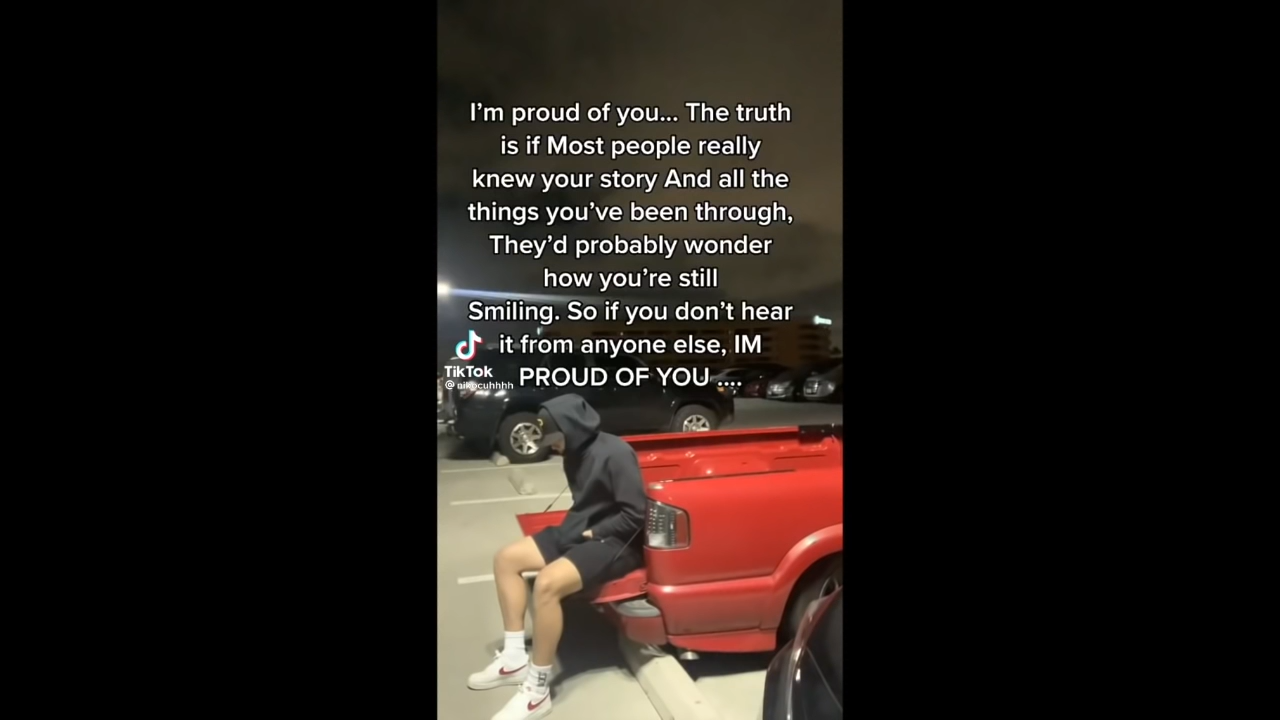 I'm proud of you... The truth
is if Most people really
knew your story And all the
things you've been through,
They'd probably wonder
how you're still
Smiling. So if you don't hear
it from anyone else, IM
PROUD OF YOU ....
TikTok
@nikocuhhhh